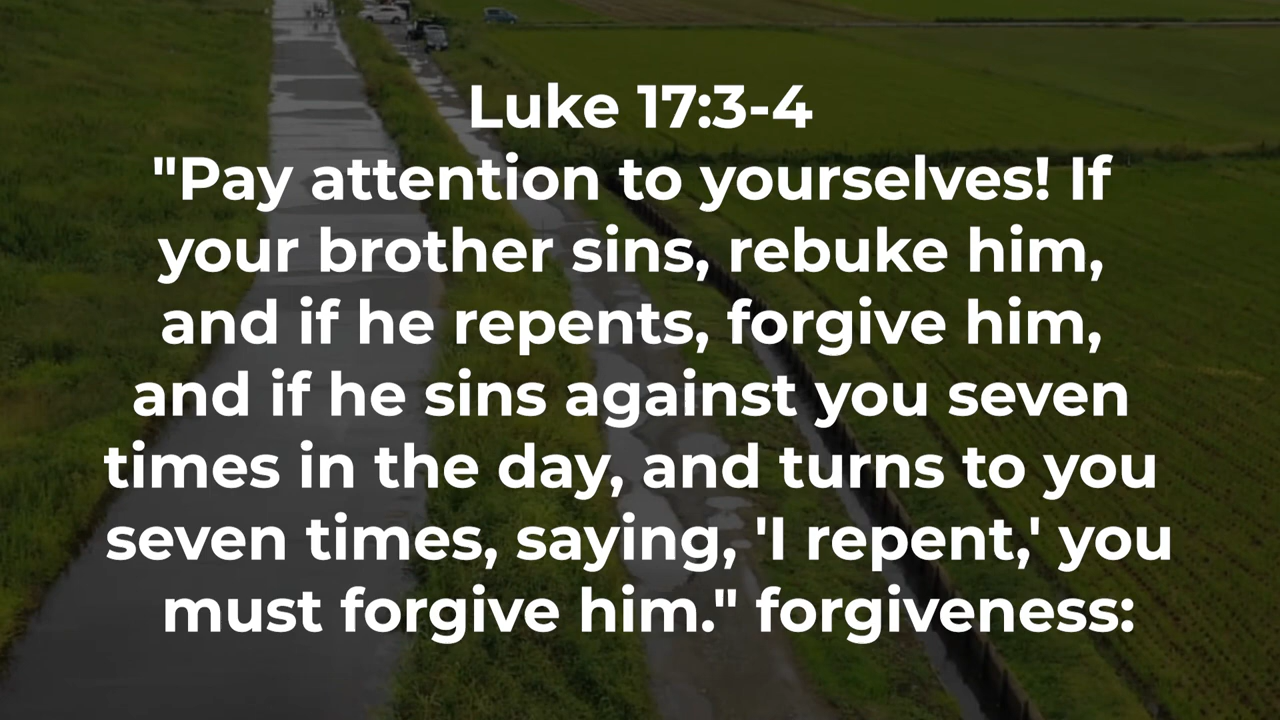 Luke 17:3-4
"Pay attention to yourselves! If
your brother sins, rebuke him,
and if he repents, forgive him,
and if he sins against you seven
times in the day, and turns to you
seven times, saying, 'I repent,' you
must forgive him." forgiveness: